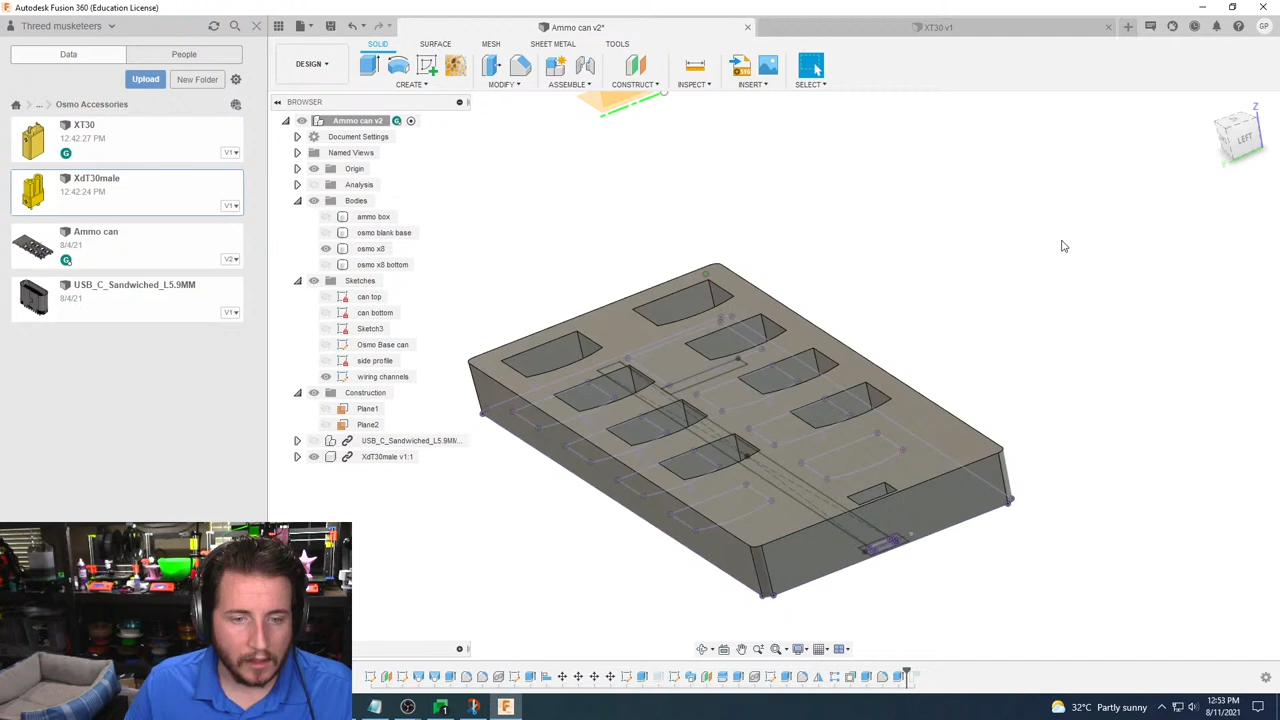 Autodesk Fusion 360 (Education License)
Threed musketeers
Ammo can v2*
XT30 v1
GP
Data
People
SOLID
SURFACE
MESH
SHEET METAL
TOOLS
Upload
New Folder
DESIGN
CREATE
MODIFY
ASSEMBLE
CONSTRUCT
INSPECT
INSERT
SELECT
... Osmo Accessories
BROWSER
XT30
12:42:27 PM
G
V1
XdT30male
12:42:24 PM
V1
Ammo can
8/4/21
G
V2
USB_C_Sandwiched_L5.9MM
8/4/21
V1
Ammo can v2
G
Document Settings
Named Views
Origin
Analysis
Bodies
ammo box
osmo blank base
osmo x8
osmo x8 bottom
Sketches
can top
can bottom
Sketch3
Osmo Base can
side profile
wiring channels
Construction
Plane1
Plane2
USB_C_Sandwiched_L5.9M...
XdT30male v1:1
Z
LEFT
32°C Partly sunny
12:53 PM
8/11/2021